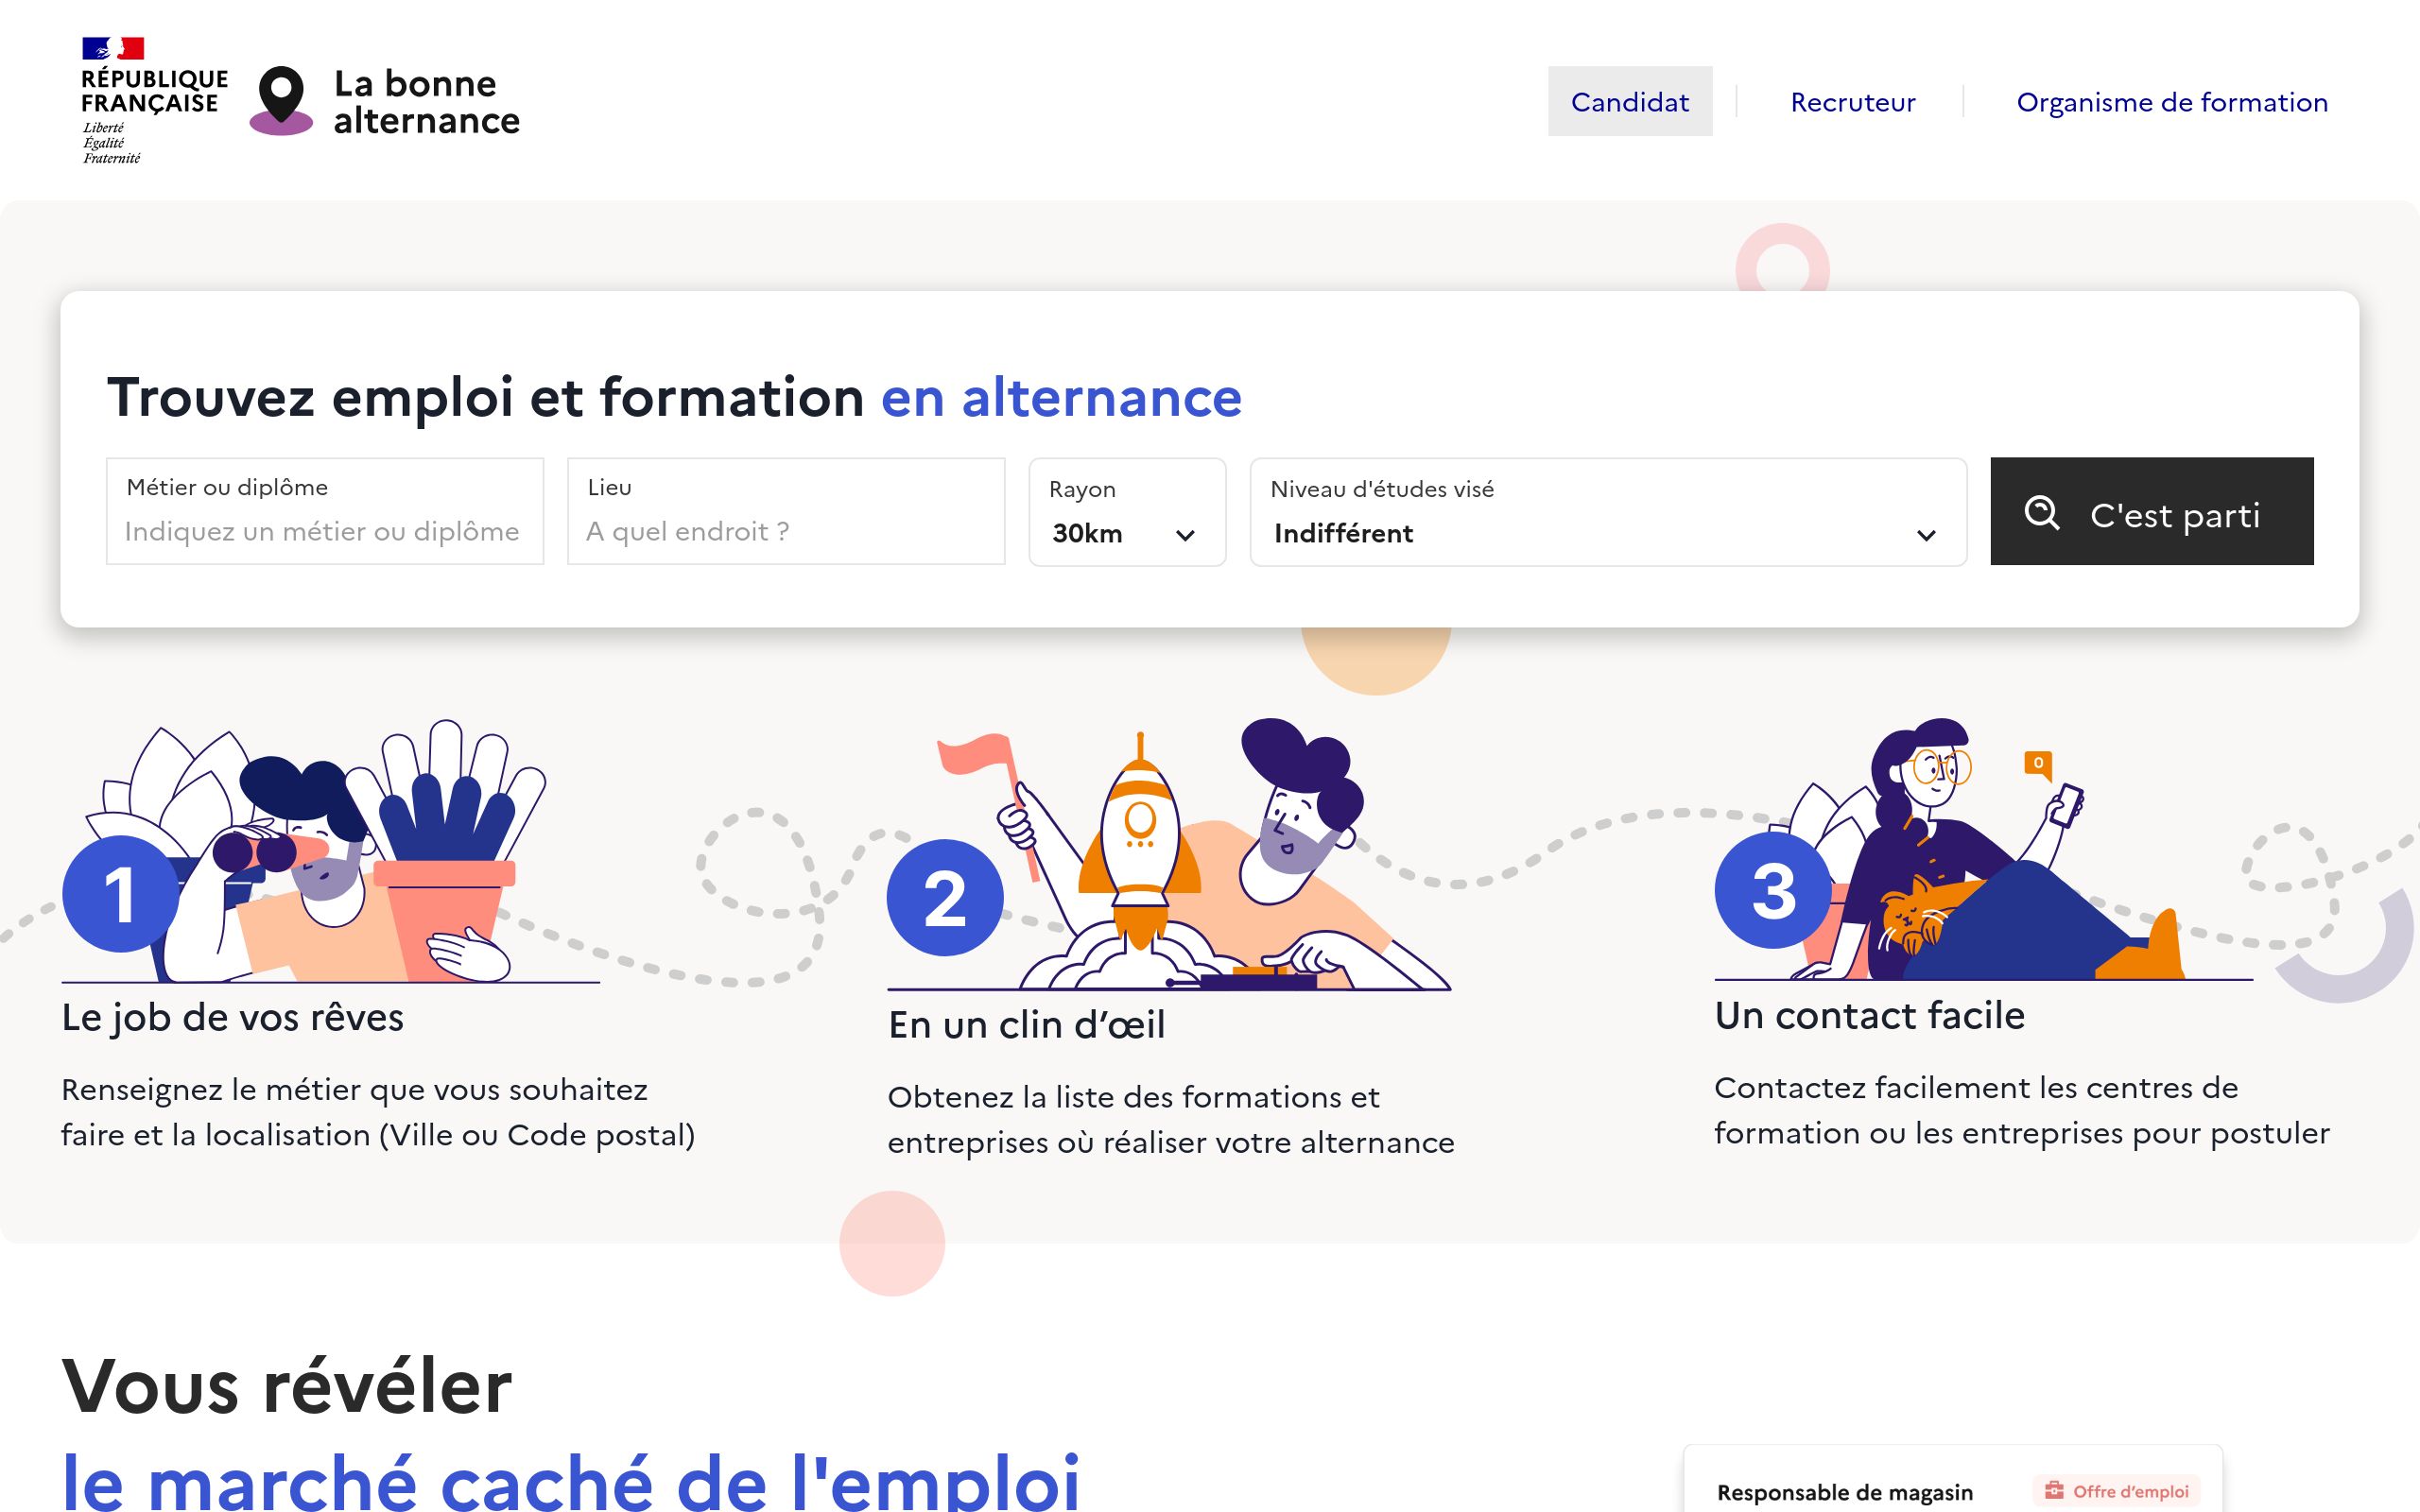 RÉPUBLIQUE
FRANÇAISE
Liberté
Égalité
Fraternité
La bonne
alternance
Candidat
Recruteur
Organisme de formation
Trouvez emploi et formation en alternance
Métier ou diplôme
Indiquez un métier ou diplôme
Lieu
A quel endroit ?
Rayon
30km
Niveau d'études visé
Indifférent
C'est parti
1
Le job de vos rêves
Renseignez le métier que vous souhaitez
faire et la localisation (Ville ou Code postal)
2
En un clin d’œil
Obtenez la liste des formations et
entreprises où réaliser votre alternance
0
3
Un contact facile
Contactez facilement les centres de
formation ou les entreprises pour postuler
Vous révéler
le marché caché de l'emploi
Responsable de magasin
Offre d’emploi